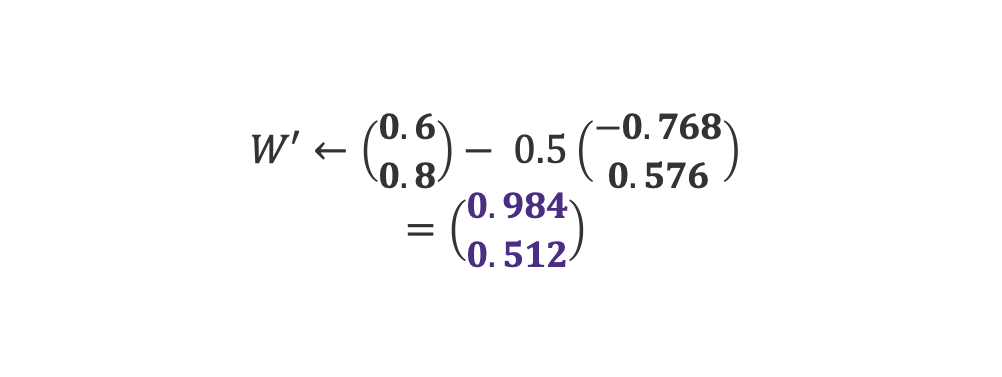 W′ ← (0.6 0.8) − 0.5 (−0.768 0.576)
= (0.984 0.512)